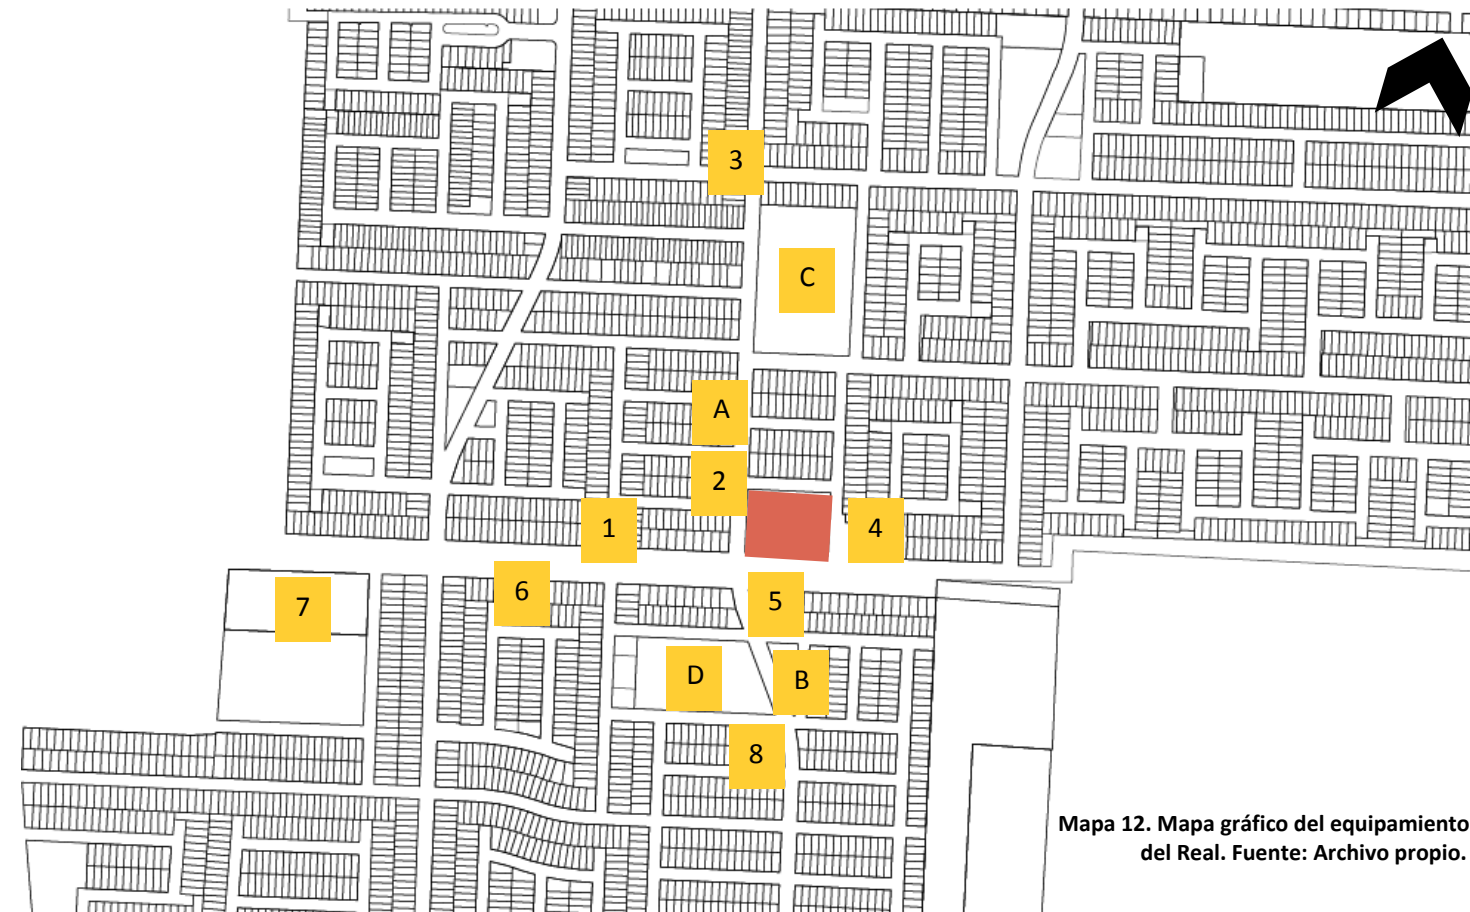 3
C
A
2
1
4
6
7
5
D
B
8
Mapa 12. Mapa gráfico del equipamiento
del Real. Fuente: Archivo propio.